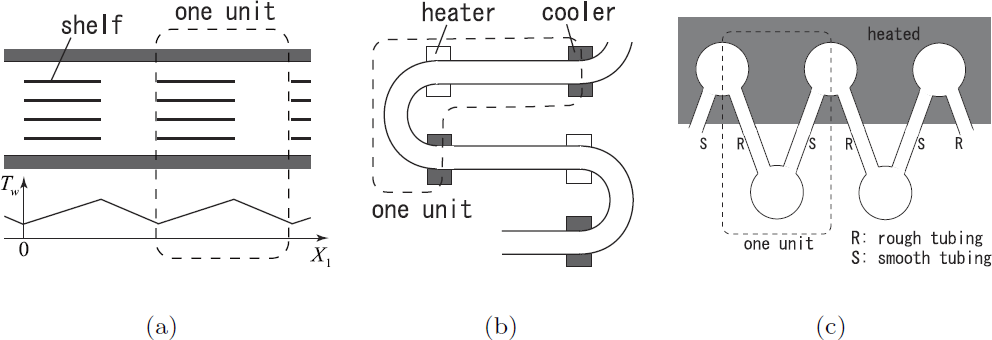 shelf
one unit
T_w
0
X_1
(a)
heater
cooler
one unit
(b)
heated
S
R
S
R
S
R
one unit
R: rough tubing
S: smooth tubing
(c)